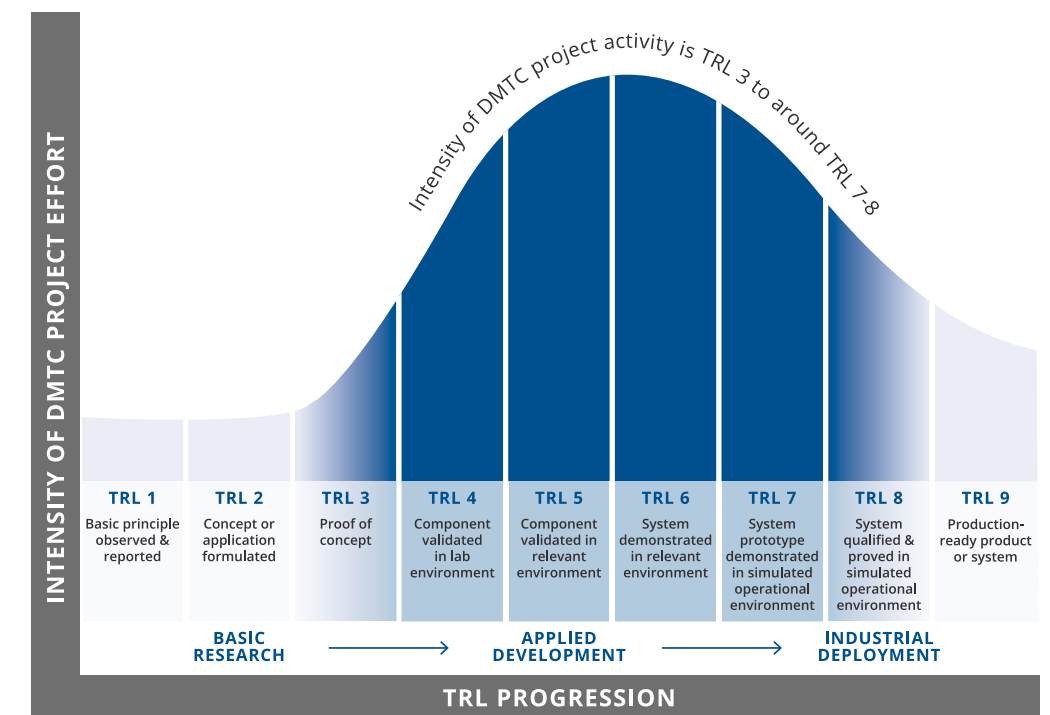 Intensity of DMTC project activity is TRL 3 to around TRL 7-8
INTENSITY OF DMTC PROJECT EFFORT
TRL 1
Basic principle
observed &
reported
TRL 2
Concept or
application
formulated
TRL 3
Proof of
concept
TRL 4
Component
validated
in lab
environment
TRL 5
Component
validated in
relevant
environment
TRL 6
System
demonstrated
in relevant
environment
TRL 7
System
prototype
demonstrated
in simulated
operational
environment
TRL 8
System
qualified &
proved in
simulated
operational
environment
TRL 9
Production-
ready product
or system
BASIC
RESEARCH
APPLIED
DEVELOPMENT
INDUSTRIAL
DEPLOYMENT
TRL PROGRESSION